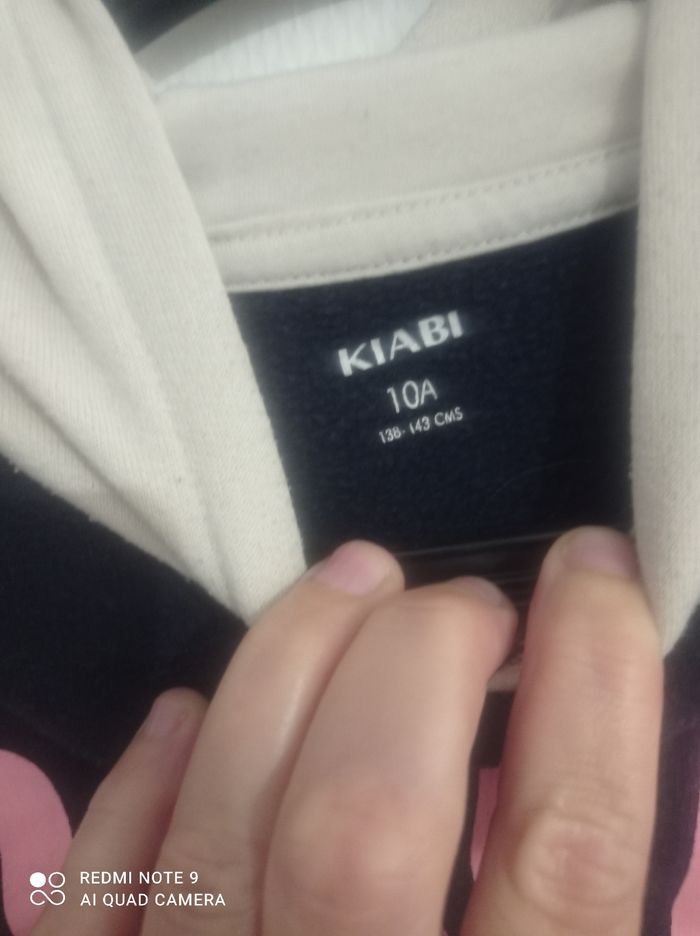 KIABI
10A
138-143 CMS
REDMI NOTE 9
AI QUAD CAMERA